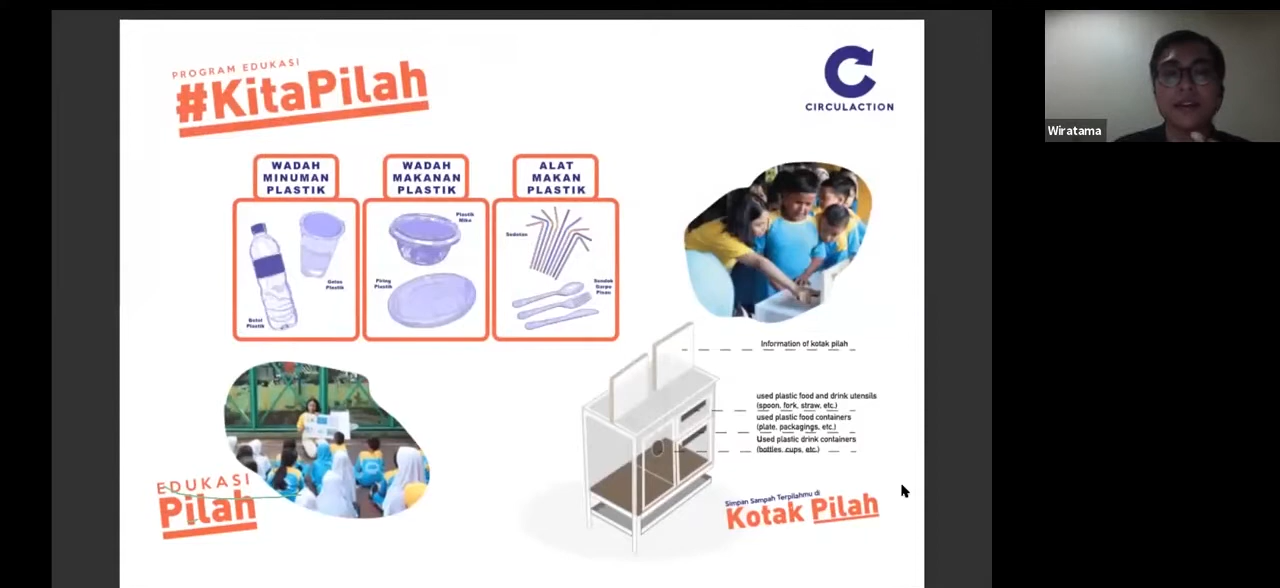 PROGRAM EDUKASI
#KitaPilah
CIRCULACTION
Wiratama
WADAH
MINUMAN
PLASTIK
WADAH
MAKANAN
PLASTIK
ALAT
MAKAN
PLASTIK
Gelas
Plastik
Botol
Plastik
Plastik
Mika
Piring
Plastik
Sedotan
Sendok
Garpu
Pisau
Information of kotak pilah
used plastic food and drink utensils
(spoon, fork, straw, etc.)
used plastic food containers
(plate, packagings, etc.)
Used plastic drink containers
(bottles, cups, etc.)
EDUKASI
Pilah
Simpan Sampah Terpilahmu di
Kotak Pilah